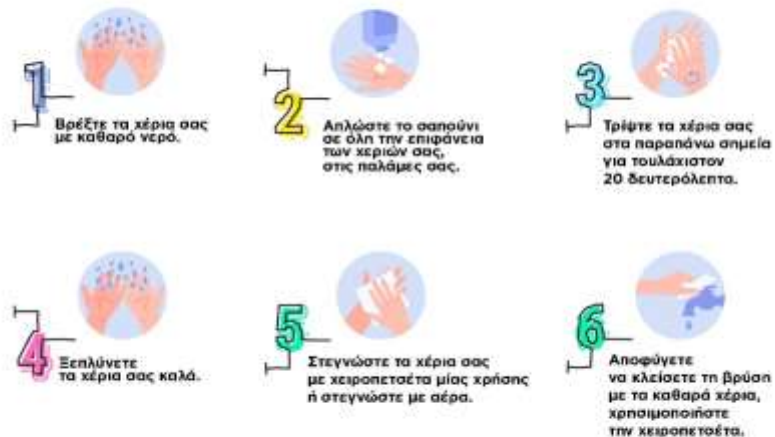 1
Βρέξτε τα χέρια σας
με καθαρό νερό.
2
Απλώστε το σαπούνι
σε όλη την επιφάνεια
των χεριών σας,
στις παλάμες σας.
3
Τρίψτε τα χέρια σας
στα παραπάνω σημεία
για τουλάχιστον
20 δευτερόλεπτα.
4
Ξεπλύνετε
τα χέρια σας καλά.
5
Στεγνώστε τα χέρια σας
με χειροπετσέτα μίας χρήσης
ή στεγνώστε με αέρα.
6
Αποφύγετε
να κλείσετε τη βρύση
με τα καθαρά χέρια,
χρησιμοποιήστε
την χειροπετσέτα.